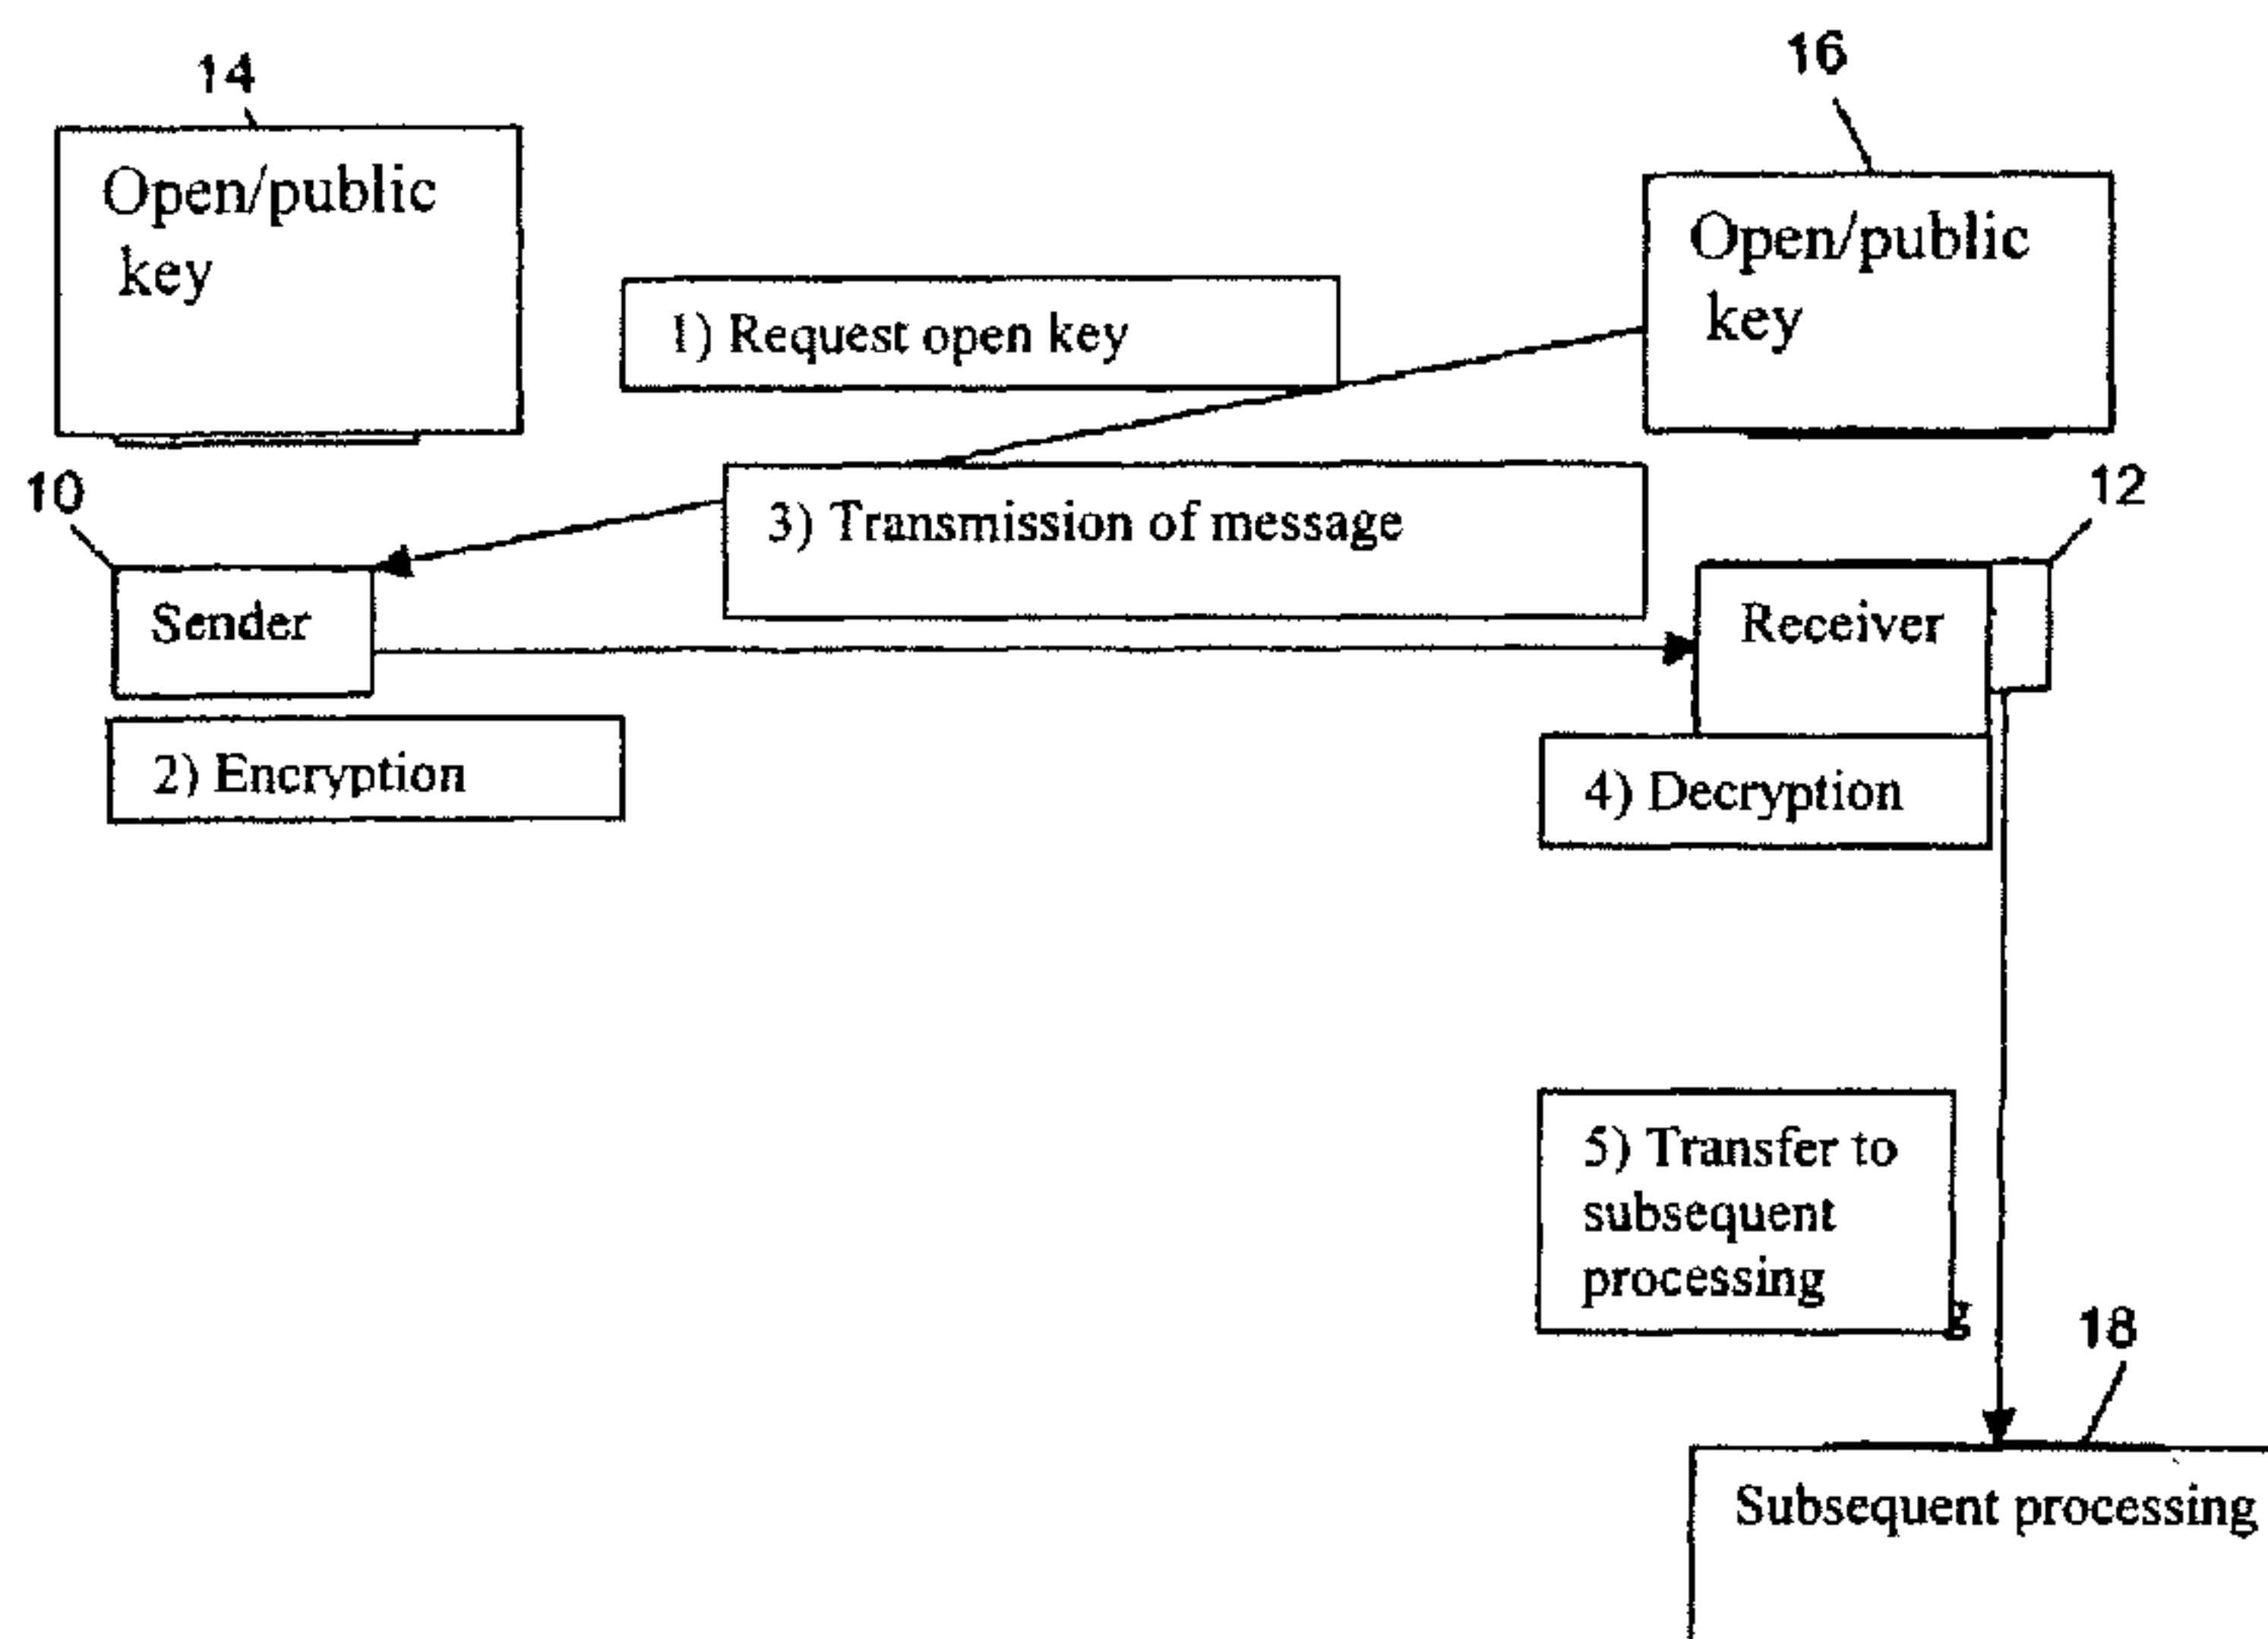 14
16
Open/public
key
Open/public
key
1) Request open key
10
12
3) Transmission of message
Sender
Receiver
2) Encryption
4) Decryption
5) Transfer to
subsequent
processing
g
18
Subsequent processing